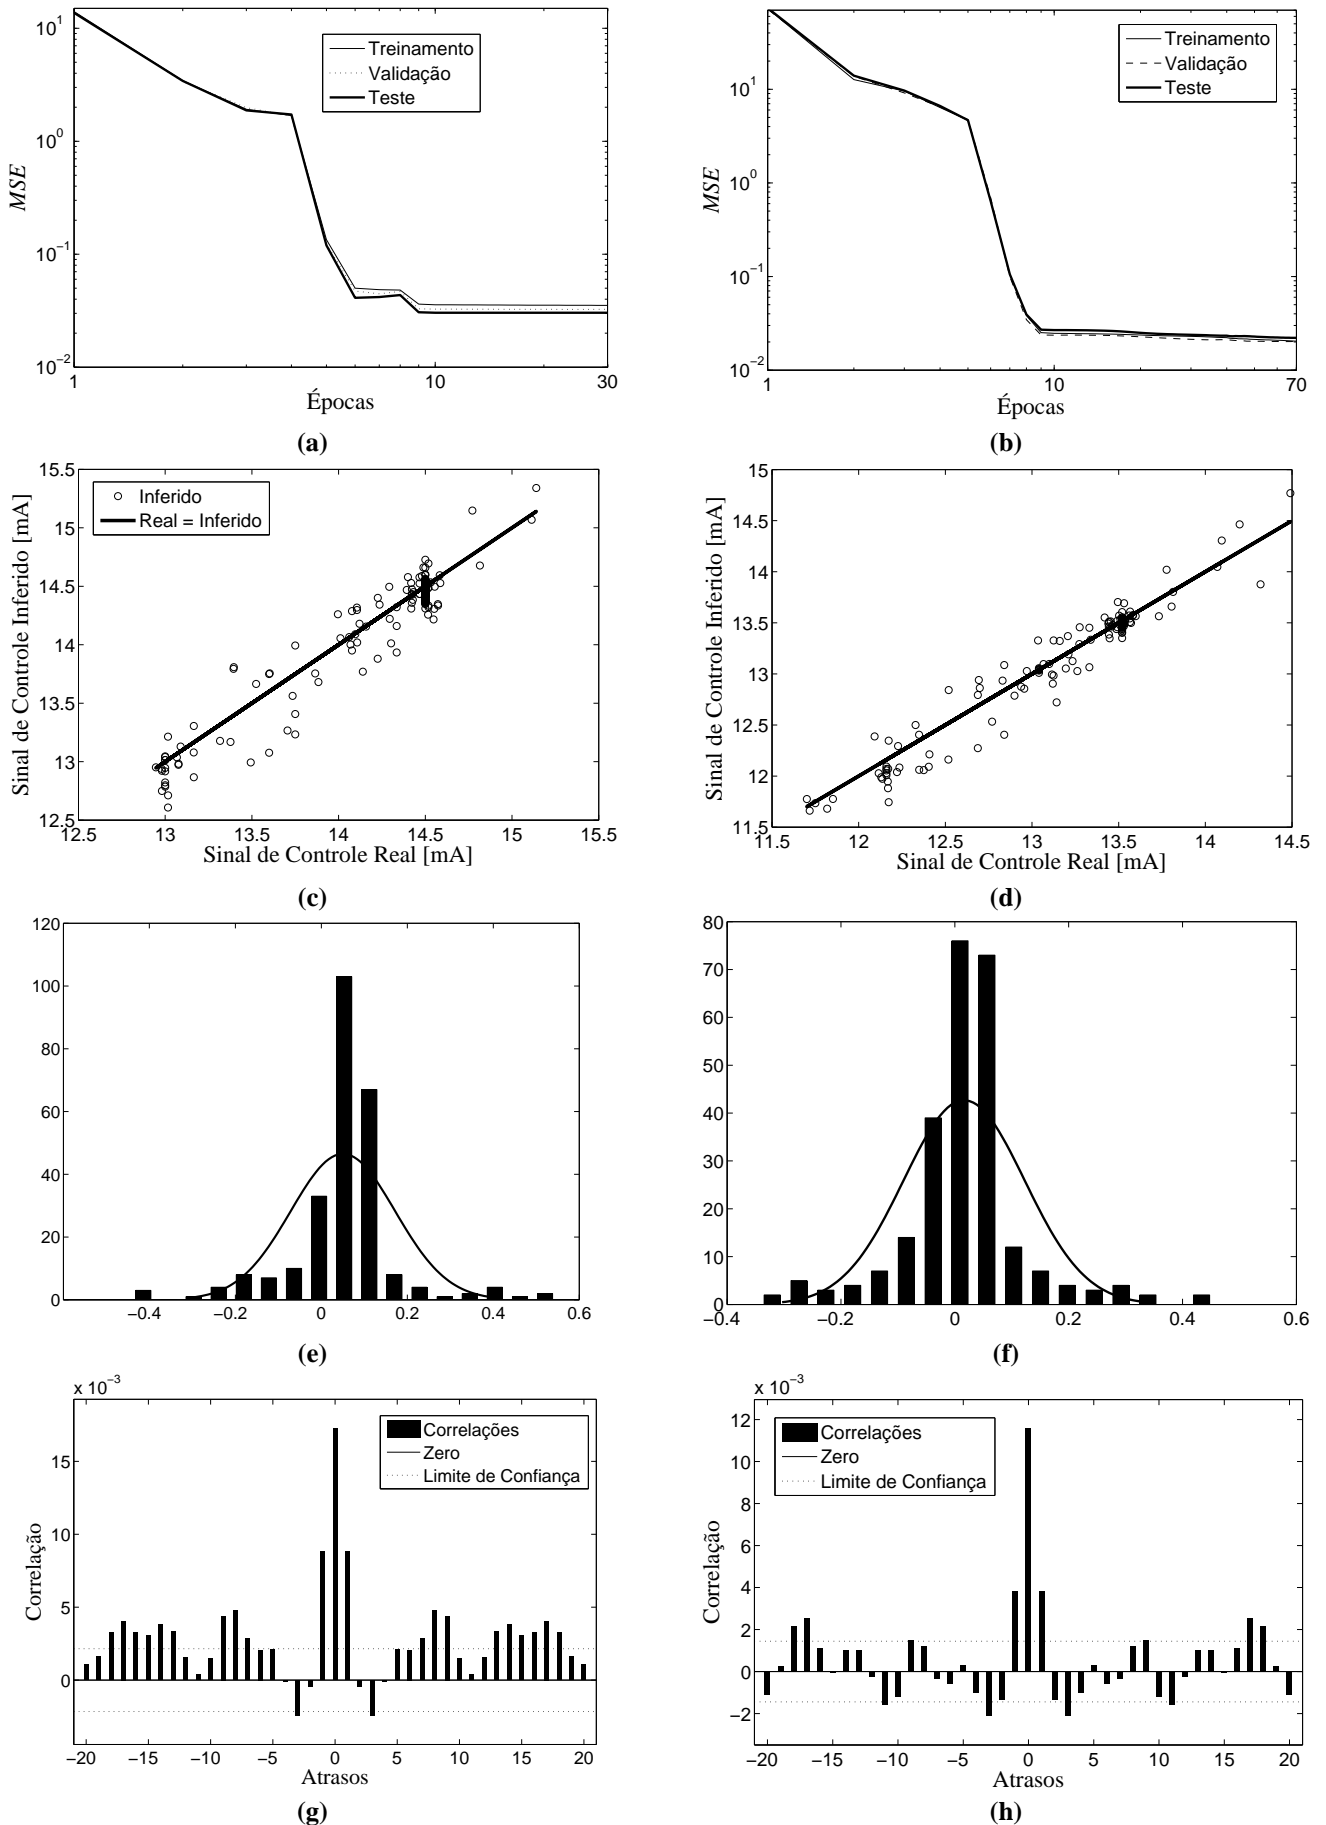 10^1
10^0
10^−1
10^−2
MSE
Treinamento
Validação
Teste
1
10
30
Épocas
(a)
10^1
10^0
10^−1
10^−2
MSE
Treinamento
Validação
Teste
1
10
70
Épocas
(b)
15.5
15
14.5
14
13.5
13
12.5
Sinal de Controle Inferido [mA]
Inferido
Real = Inferido
12.5
13
13.5
14
14.5
15
15.5
Sinal de Controle Real [mA]
(c)
15
14.5
14
13.5
13
12.5
12
11.5
Sinal de Controle Inferido [mA]
11.5
12
12.5
13
13.5
14
14.5
Sinal de Controle Real [mA]
(d)
120
100
80
60
40
20
0
−0.4
−0.2
0
0.2
0.4
0.6
(e)
80
70
60
50
40
30
20
10
0
−0.4
−0.2
0
0.2
0.4
0.6
(f)
x 10^−3
15
10
5
0
Correlação
Correlações
Zero
Limite de Confiança
−20
−15
−10
−5
0
5
10
15
20
Atrasos
(g)
x 10^−3
12
10
8
6
4
2
0
−2
Correlação
Correlações
Zero
Limite de Confiança
−20
−15
−10
−5
0
5
10
15
20
Atrasos
(h)